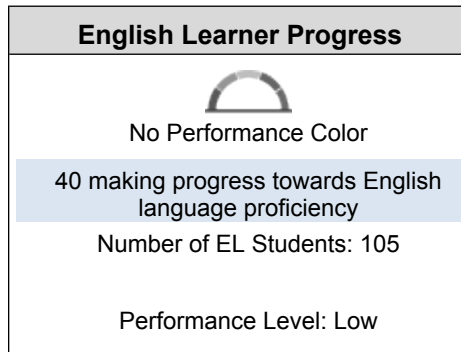 English Learner Progress
No Performance Color
40 making progress towards English
language proficiency
Number of EL Students: 105
Performance Level: Low